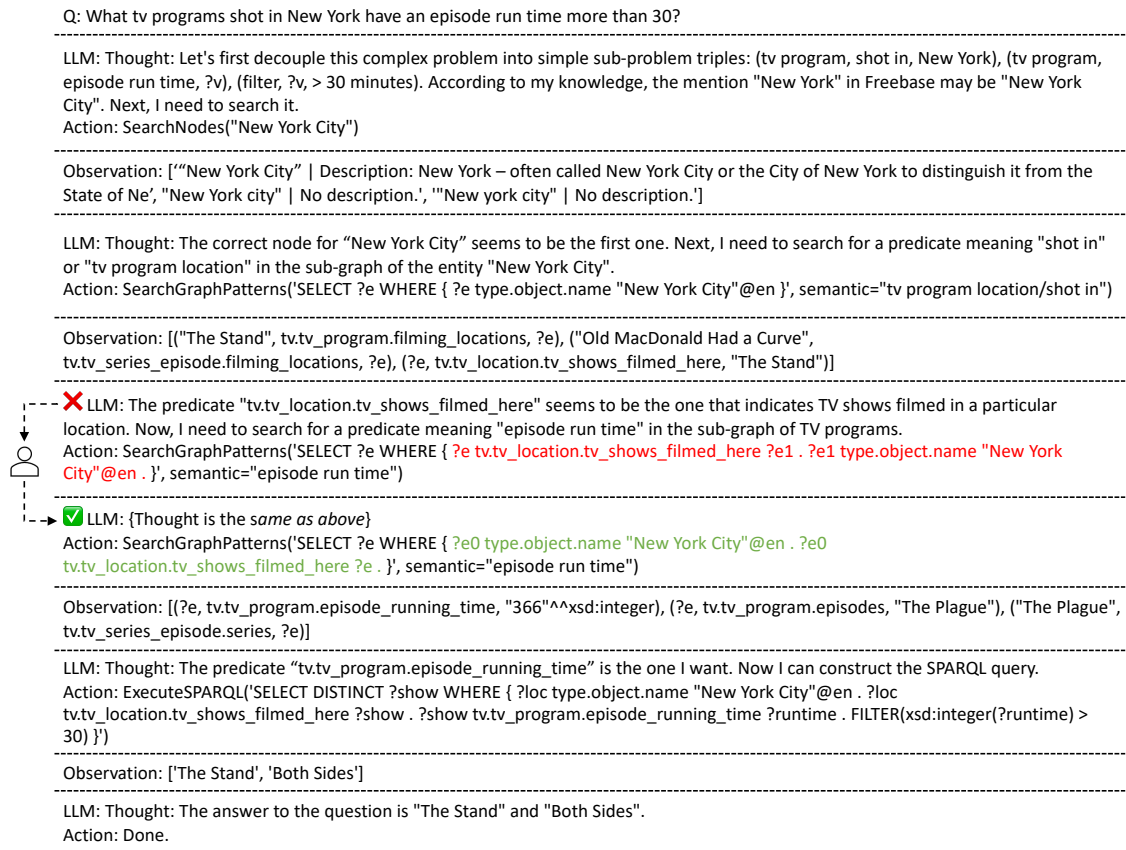 Q: What tv programs shot in New York have an episode run time more than 30?
LLM: Thought: Let's first decouple this complex problem into simple sub-problem triples: (tv program, shot in, New York), (tv program,
episode run time, ?v), (filter, ?v, > 30 minutes). According to my knowledge, the mention "New York" in Freebase may be "New York
City". Next, I need to search it.
Action: SearchNodes("New York City")
Observation: ['“New York City” | Description: New York – often called New York City or the City of New York to distinguish it from the
State of Ne’, "New York city" | No description.', '"New york city" | No description.']
LLM: Thought: The correct node for “New York City” seems to be the first one. Next, I need to search for a predicate meaning "shot in"
or "tv program location" in the sub-graph of the entity "New York City".
Action: SearchGraphPatterns('SELECT ?e WHERE { ?e type.object.name "New York City"@en }', semantic="tv program location/shot in")
Observation: [("The Stand", tv.tv_program.filming_locations, ?e), ("Old MacDonald Had a Curve",
tv.tv_series_episode.filming_locations, ?e), (?e, tv.tv_location.tv_shows_filmed_here, "The Stand")]
LLM: The predicate "tv.tv_location.tv_shows_filmed_here" seems to be the one that indicates TV shows filmed in a particular
location. Now, I need to search for a predicate meaning "episode run time" in the sub-graph of TV programs.
Action: SearchGraphPatterns('SELECT ?e WHERE { ?e tv.tv_location.tv_shows_filmed_here ?e1 . ?e1 type.object.name "New York
City"@en . }', semantic="episode run time")
LLM: {Thought is the same as above}
Action: SearchGraphPatterns('SELECT ?e WHERE { ?e0 type.object.name "New York City"@en . ?e0
tv.tv_location.tv_shows_filmed_here ?e . }', semantic="episode run time")
Observation: [(?e, tv.tv_program.episode_running_time, "366"^^xsd:integer), (?e, tv.tv_program.episodes, "The Plague"), ("The Plague",
tv.tv_series_episode.series, ?e)]
LLM: Thought: The predicate “tv.tv_program.episode_running_time” is the one I want. Now I can construct the SPARQL query.
Action: ExecuteSPARQL('SELECT DISTINCT ?show WHERE { ?loc type.object.name "New York City"@en . ?loc
tv.tv_location.tv_shows_filmed_here ?show . ?show tv.tv_program.episode_running_time ?runtime . FILTER(xsd:integer(?runtime) >
30) }')
Observation: ['The Stand', 'Both Sides']
LLM: Thought: The answer to the question is "The Stand" and "Both Sides".
Action: Done.